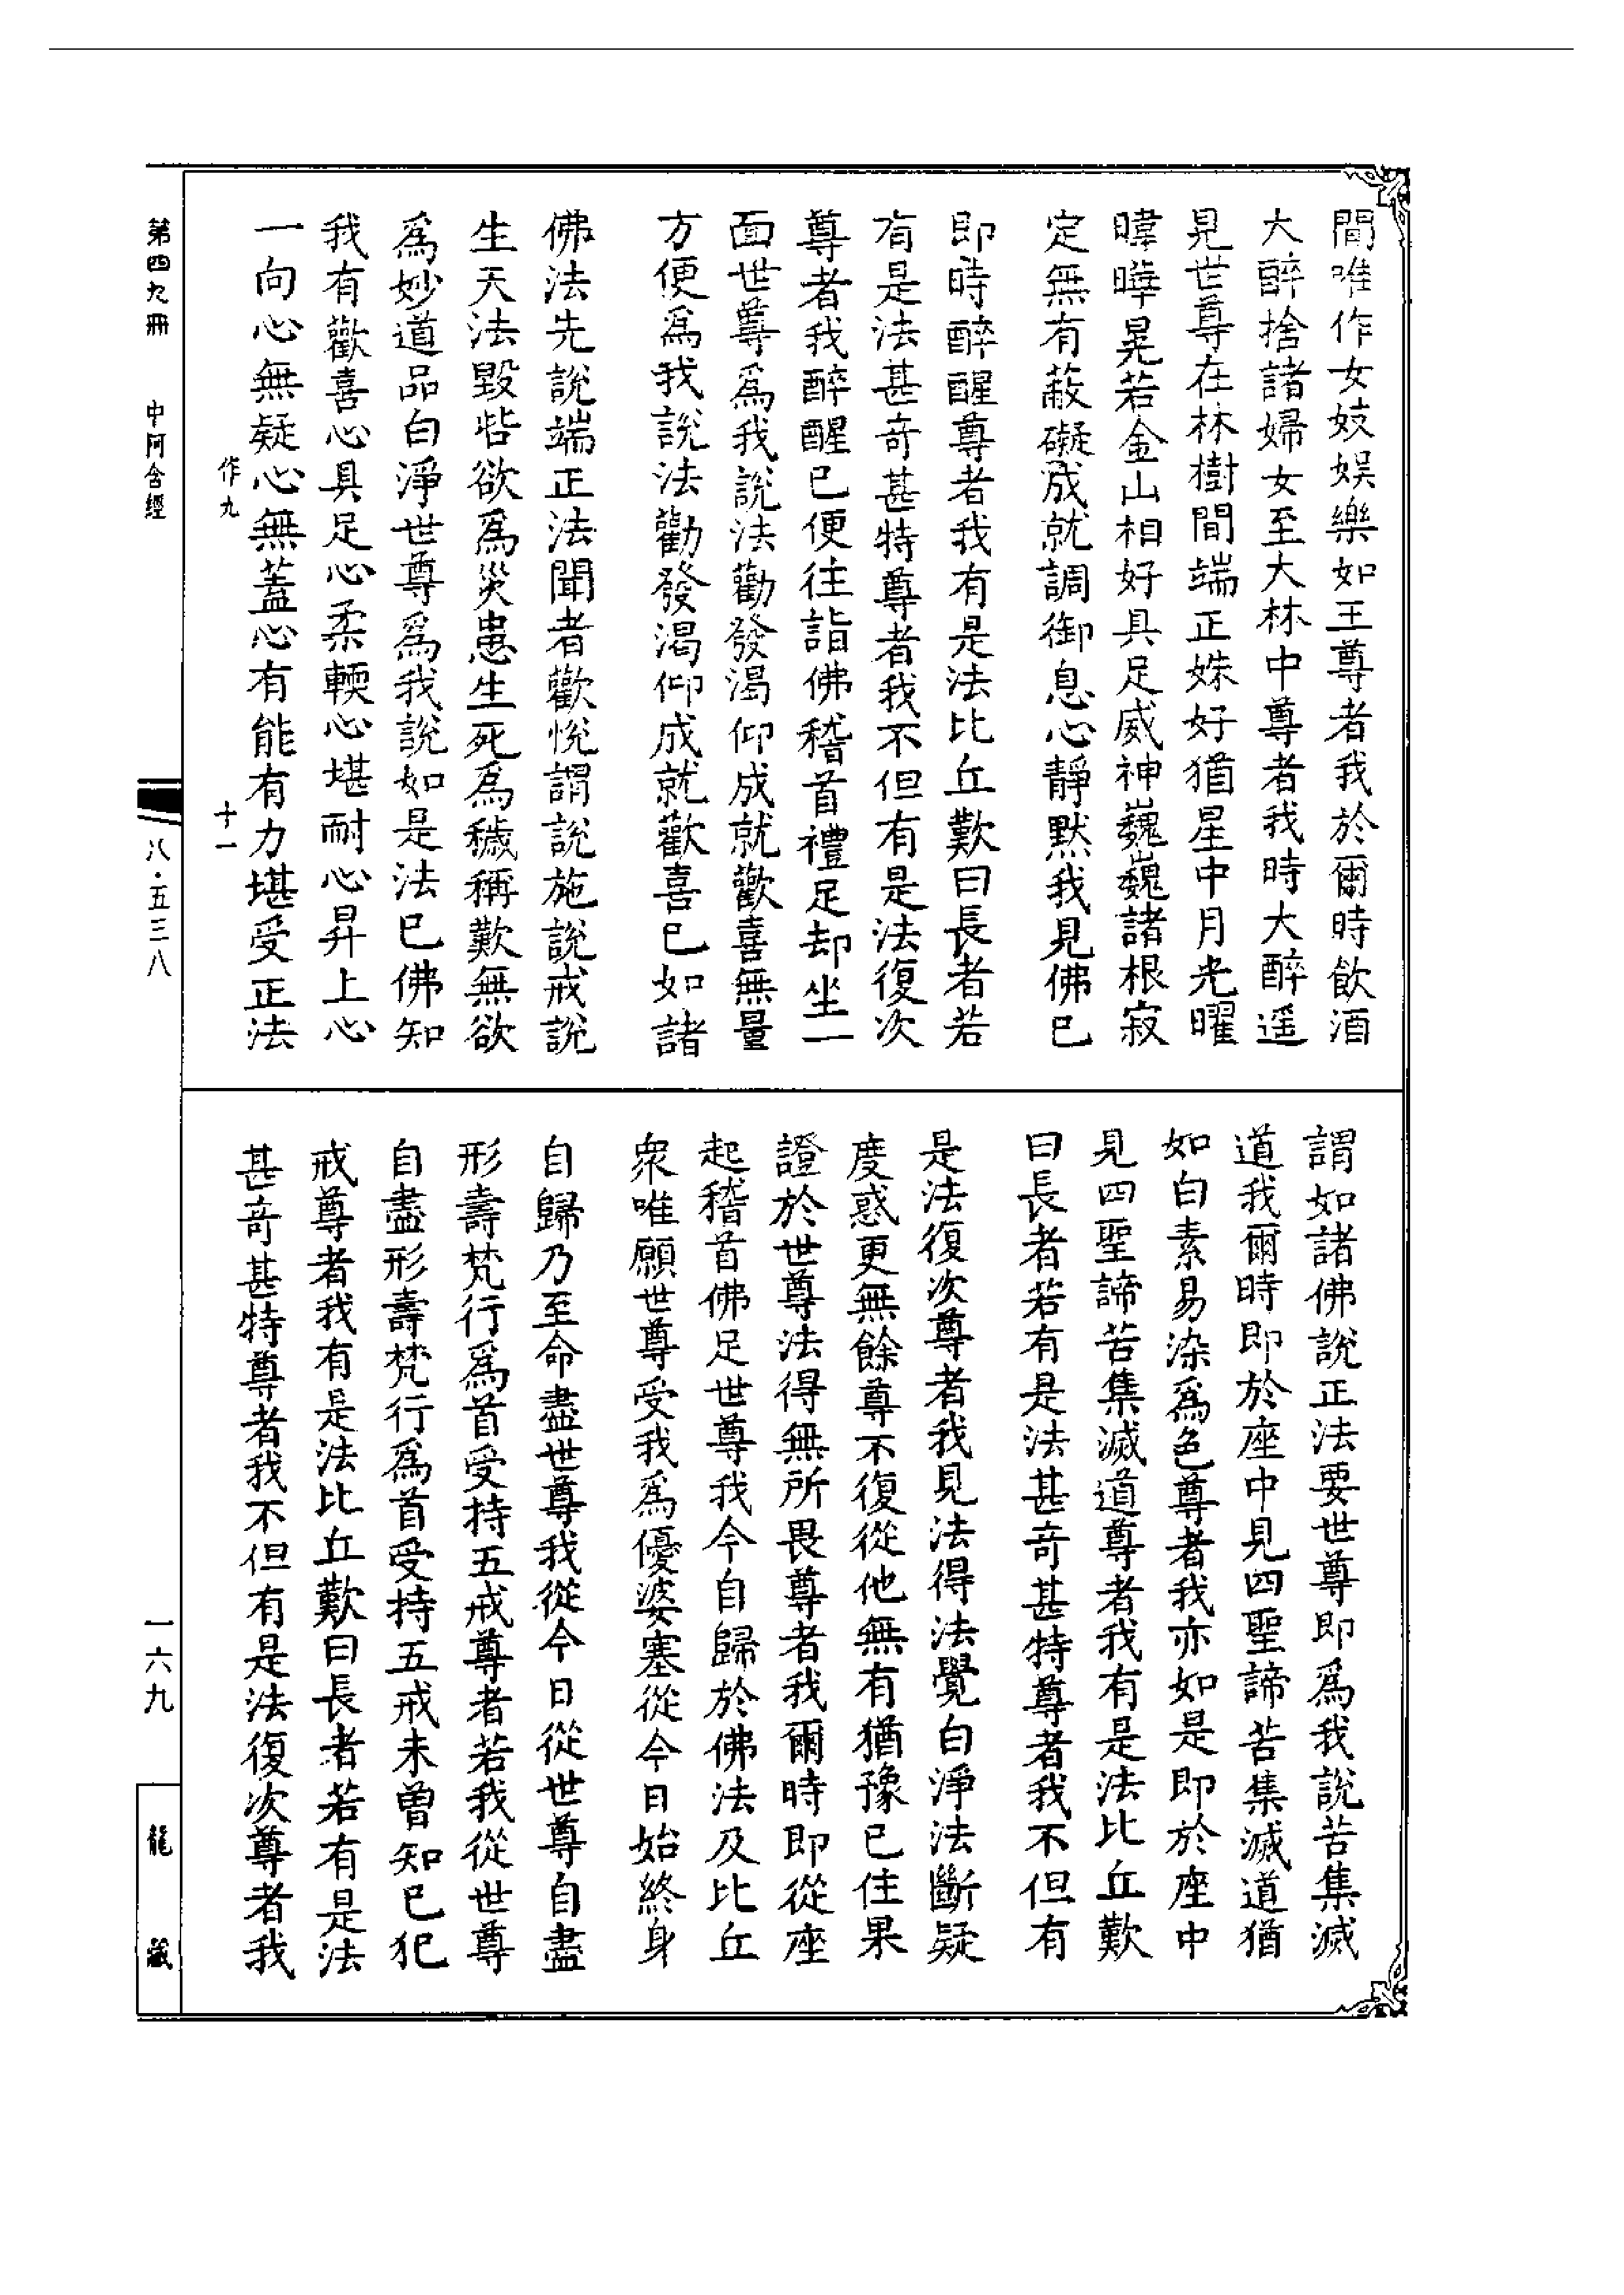 間唯作女妓娛樂如王尊者我於爾時飲酒
大醉捨諸婦女至大林中尊者我時大醉遥
見世尊在林樹間端正姝好猶星中月光曜
暐曄晃若金山相好具足威神巍巍諸根寂
定無有蔽礙成就調御息心靜默我見佛已
即時醉醒尊者我有是法比丘歎曰長者若
有是法甚奇甚特尊者我不但有是法復次
尊者我醉醒已便往詣佛稽首禮足却坐一
面世尊爲我說法勸發渴仰成就歡喜無量
方便爲我說法勸發渴仰成就歡喜已如諸
佛法先說端正法聞者歡悅謂說施說戒說
生天法毀呰欲爲災患生死爲穢稱歎無欲
爲妙道品白淨世尊爲我說如是法已佛知
我有歡喜心具足心柔輭心堪耐心昇上心
一向心無疑心無蓋心有能有力堪受正法
作九
十一
謂如諸佛說正法要世尊即爲我說苦集滅
道我爾時即於座中見四聖諦苦集滅道猶
如白素易染爲色尊者我亦如是即於座中
見四聖諦苦集滅道尊者我有是法比丘歎
曰長者若有是法甚奇甚特尊者我不但有
是法復次尊者我見法得法覺白淨法斷疑
度惑更無餘尊不復從他無有猶豫已住果
證於世尊法得無所畏尊者我爾時即從座
起稽首佛足世尊我今自歸於佛法及比丘
衆唯願世尊受我爲優婆塞從今日始終身
自歸乃至命盡世尊我從今日從世尊自盡
形壽梵行爲首受持五戒尊者若我從世尊
自盡形壽梵行爲首受持五戒未曾知已犯
戒尊者我有是法比丘歎曰長者若有是法
甚奇甚特尊者我不但有是法復次尊者我
第四九冊
中阿含經
八·五三八
一六九
龍藏